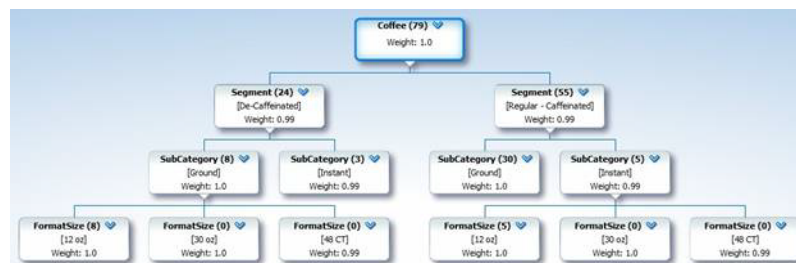 Coffee (79)
Weight: 1.0
Segment (24)
[De-Caffeinated]
Weight: 0.99
Segment (55)
[Regular - Caffeinated]
Weight: 0.99
SubCategory (8)
[Ground]
Weight: 1.0
SubCategory (3)
[Instant]
Weight: 0.99
SubCategory (30)
[Ground]
Weight: 1.0
SubCategory (5)
[Instant]
Weight: 0.99
FormatSize (8)
[12 oz]
Weight: 1.0
FormatSize (0)
[30 oz]
Weight: 1.0
FormatSize (0)
[48 CT]
Weight: 0.99
FormatSize (5)
[12 oz]
Weight: 1.0
FormatSize (0)
[30 oz]
Weight: 1.0
FormatSize (0)
[48 CT]
Weight: 0.99